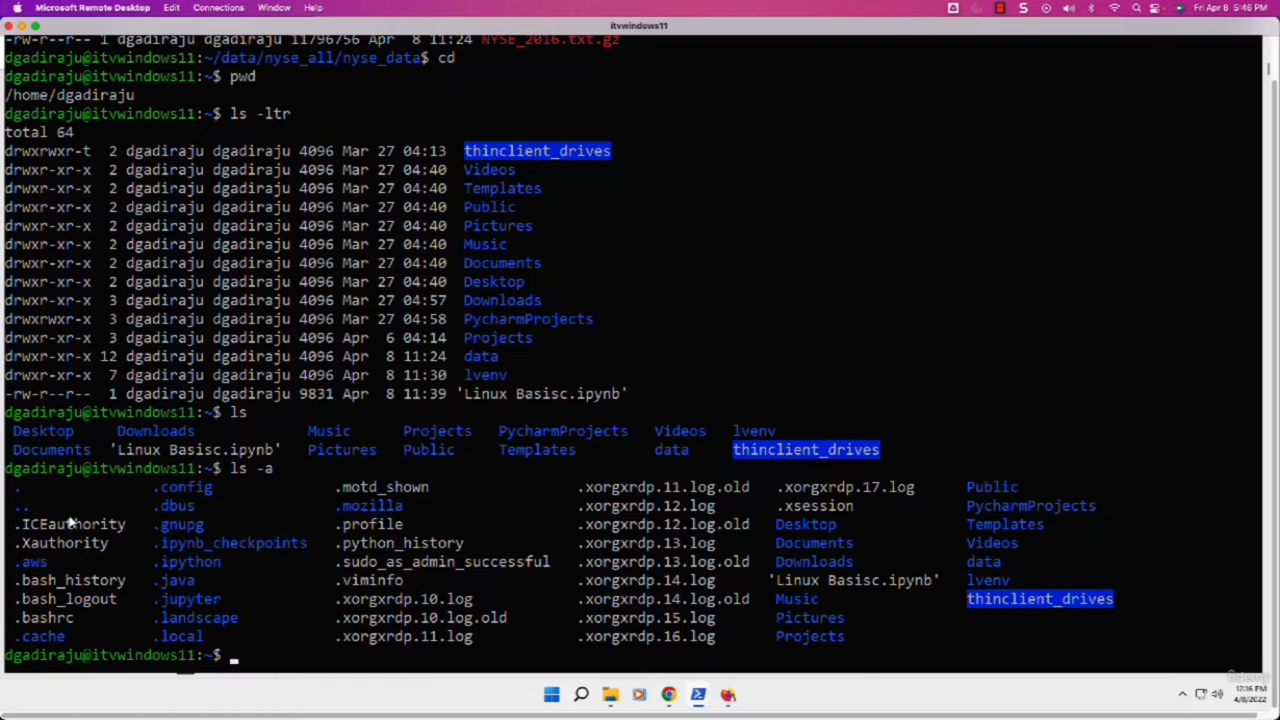 Microsoft Remote Desktop Edit Connections Window Help Fri Apr 8 5:46 PM
itvwindows11
-rw-r--r-- 1 dgadiraju dgadiraju 11796756 Apr 8 11:24 NYSE_2016.txt.gz
dgadiraju@itvwindows11:~/data/nyse_all/nyse_data$ cd
dgadiraju@itvwindows11:~$ pwd
/home/dgadiraju
dgadiraju@itvwindows11:~$ ls -ltr
total 64
drwxrwxr-t 2 dgadiraju dgadiraju 4096 Mar 27 04:13 thinclient_drives
drwxr-xr-x 2 dgadiraju dgadiraju 4096 Mar 27 04:40 Videos
drwxr-xr-x 2 dgadiraju dgadiraju 4096 Mar 27 04:40 Templates
drwxr-xr-x 2 dgadiraju dgadiraju 4096 Mar 27 04:40 Public
drwxr-xr-x 2 dgadiraju dgadiraju 4096 Mar 27 04:40 Pictures
drwxr-xr-x 2 dgadiraju dgadiraju 4096 Mar 27 04:40 Music
drwxr-xr-x 2 dgadiraju dgadiraju 4096 Mar 27 04:40 Documents
drwxr-xr-x 2 dgadiraju dgadiraju 4096 Mar 27 04:40 Desktop
drwxr-xr-x 3 dgadiraju dgadiraju 4096 Mar 27 04:57 Downloads
drwxrwxr-x 3 dgadiraju dgadiraju 4096 Mar 27 04:58 PycharmProjects
drwxr-xr-x 3 dgadiraju dgadiraju 4096 Apr 6 04:14 Projects
drwxr-xr-x 12 dgadiraju dgadiraju 4096 Apr 8 11:24 data
drwxr-xr-x 7 dgadiraju dgadiraju 4096 Apr 8 11:30 lvenv
-rw-r--r-- 1 dgadiraju dgadiraju 9831 Apr 8 11:39 'Linux Basisc.ipynb'
dgadiraju@itvwindows11:~$ ls
Desktop Downloads Music Projects PycharmProjects Videos lvenv
Documents 'Linux Basisc.ipynb' Pictures Public Templates data thinclient_drives
dgadiraju@itvwindows11:~$ ls -a
. .config .motd_shown .xorgxrdp.11.log.old .xorgxrdp.17.log Public
.. .dbus .mozilla .xorgxrdp.12.log .xsession PycharmProjects
.ICEauthority .gnupg .profile .xorgxrdp.12.log.old Desktop Templates
.Xauthority .ipynb_checkpoints .python_history .xorgxrdp.13.log Documents Videos
.aws .ipython .sudo_as_admin_successful .xorgxrdp.13.log.old Downloads data
.bash_history .java .viminfo .xorgxrdp.14.log 'Linux Basisc.ipynb' lvenv
.bash_logout .jupyter .xorgxrdp.10.log .xorgxrdp.14.log.old Music thinclient_drives
.bashrc .landscape .xorgxrdp.10.log.old .xorgxrdp.15.log Pictures
.cache .local .xorgxrdp.11.log .xorgxrdp.16.log Projects
dgadiraju@itvwindows11:~$
udemy
12:16 PM
4/8/2022